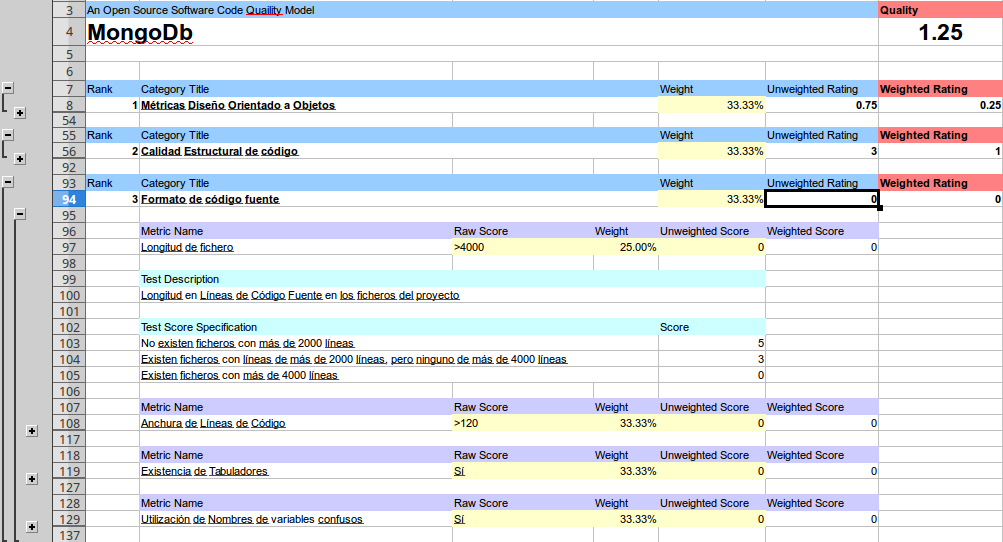 3 An Open Source Software Code Quaility Model Quality
4 MongoDb 1.25
5
6
7 Rank Category Title Weight Unweighted Rating Weighted Rating
8 1 Métricas Diseño Orientado a Objetos 33.33% 0.75 0.25
54
55 Rank Category Title Weight Unweighted Rating Weighted Rating
56 2 Calidad Estructural de código 33.33% 3 1
92
93 Rank Category Title Weight Unweighted Rating Weighted Rating
94 3 Formato de código fuente 33.33% 0 0
95
96 Metric Name Raw Score Weight Unweighted Score Weighted Score
97 Longitud de fichero >4000 25.00% 0 0
98
99 Test Description
100 Longitud en Líneas de Código Fuente en los ficheros del proyecto
101
102 Test Score Specification Score
103 No existen ficheros con más de 2000 líneas 5
104 Existen ficheros con líneas de más de 2000 líneas, pero ninguno de más de 4000 líneas 3
105 Existen ficheros con más de 4000 líneas 0
106
107 Metric Name Raw Score Weight Unweighted Score Weighted Score
108 Anchura de Líneas de Código >120 33.33% 0 0
117
118 Metric Name Raw Score Weight Unweighted Score Weighted Score
119 Existencia de Tabuladores Sí 33.33% 0 0
127
128 Metric Name Raw Score Weight Unweighted Score Weighted Score
129 Utilización de Nombres de variables confusos Sí 33.33% 0 0
137